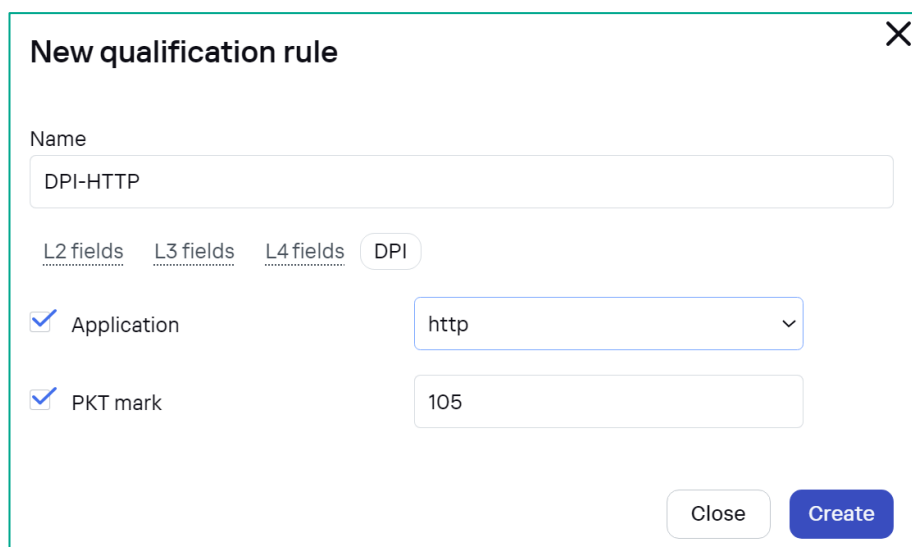 New qualification rule
Name
DPI-HTTP
L2 fields L3 fields L4 fields DPI
Application http
PKT mark 105
Close Create